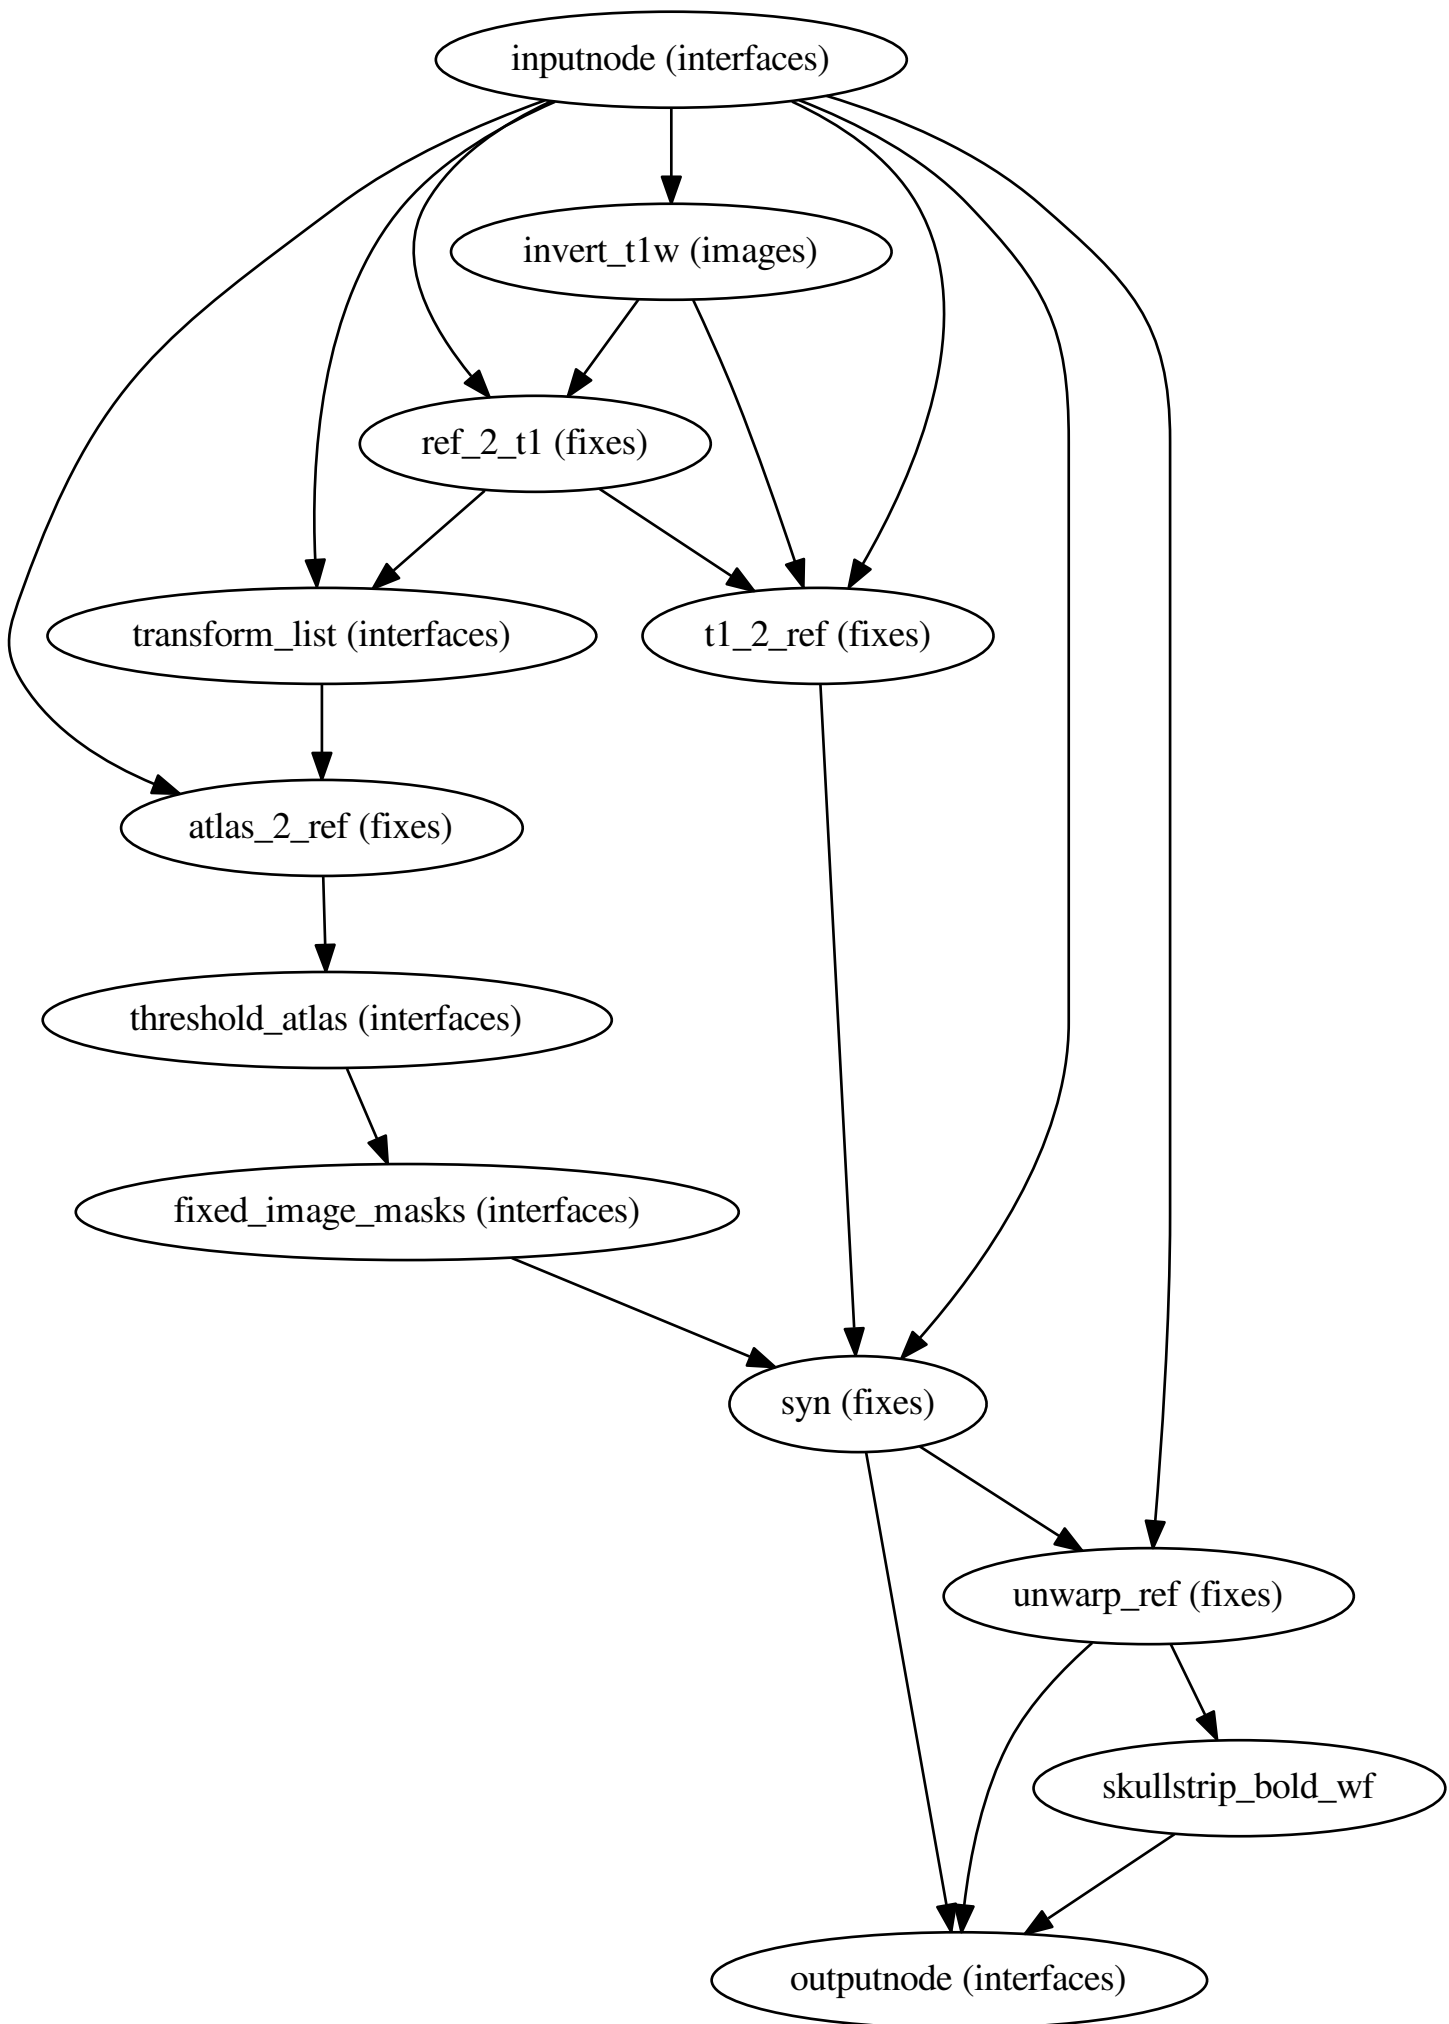 inputnode (interfaces)
invert_t1w (images)
ref_2_t1 (fixes)
transform_list (interfaces)
t1_2_ref (fixes)
atlas_2_ref (fixes)
threshold_atlas (interfaces)
fixed_image_masks (interfaces)
syn (fixes)
unwarp_ref (fixes)
skullstrip_bold_wf
outputnode (interfaces)